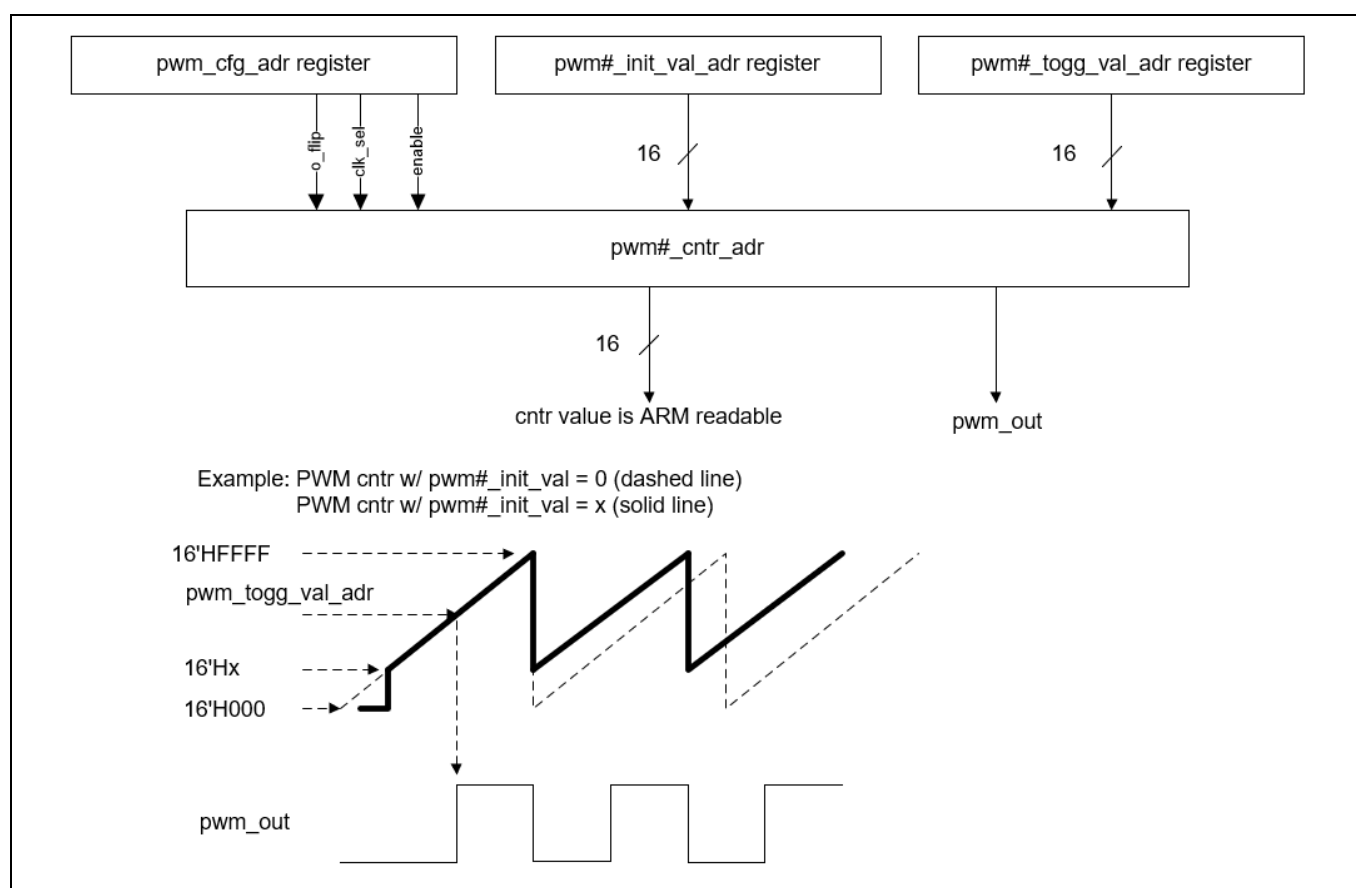 pwm_cfg_adr register
pwm#_init_val_adr register
pwm#_togg_val_adr register
o_flip
clk_sel
enable
16
16
pwm#_cntr_adr
16
cntr value is ARM readable
pwm_out
Example: PWM cntr w/ pwm#_init_val = 0 (dashed line)
PWM cntr w/ pwm#_init_val = x (solid line)
16'HFFFF
pwm_togg_val_adr
16'Hx
16'H000
pwm_out